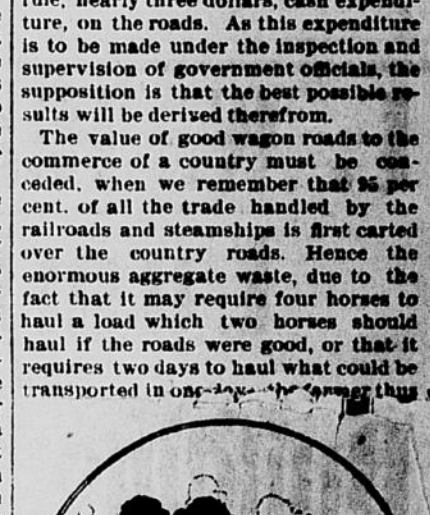 rule, nearly three dollars, cash expendi-
ture, on the roads. As this expenditure
is to be made under the inspection and
supervision of government officials, the
supposition is that the best possible re-
sults will be derived therefrom.
The value of good wagon roads to the
commerce of a country must be con-
ceded, when we remember that 95 per
cent. of all the trade handled by the
railroads and steamships is first carted
over the country roads. Hence the
enormous aggregate waste, due to the
fact that it may require four horses to
haul a load which two horses should
haul if the roads were good, or that it
requires two days to haul what could be
transported in one day, the farmer thus